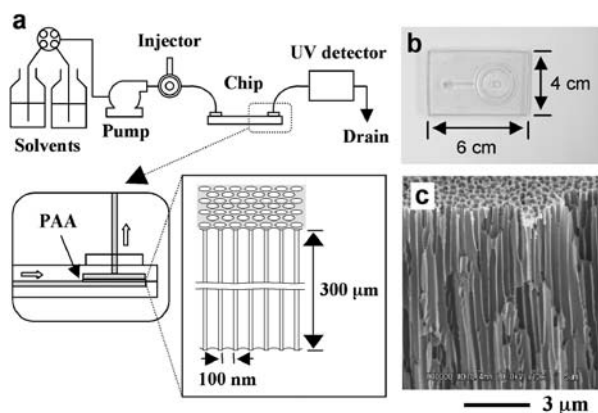 a
Injector
UV detector
Chip
Pump
Solvents
Drain
PAA
300 μm
100 nm
b
4 cm
6 cm
c
3 μm